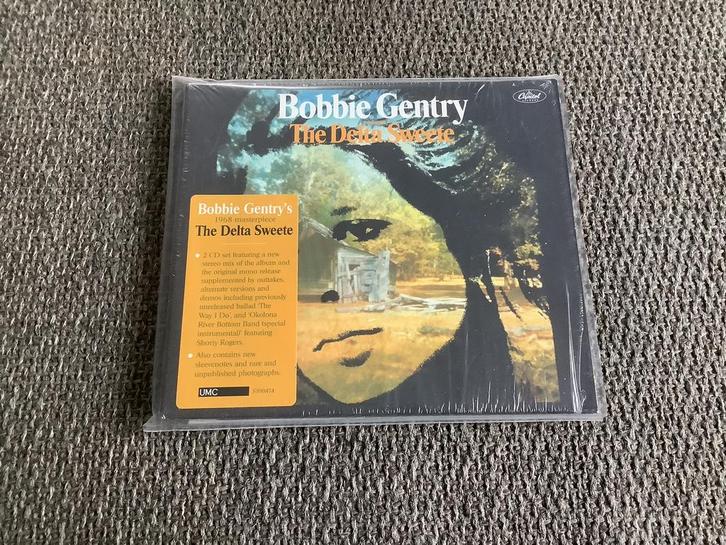 Bobbie Gentry
The Delta Sweete
Capitol
Bobbie Gentry's
1968 masterpiece
The Delta Sweete
2 CD set featuring a new
stereo mix of the album and
the original mono release
supplemented by outtakes,
alternate versions and
demos including previously
unreleased ballad 'The
Way I Do', and 'Okolona
River Bottom Band (special
instrumental)' featuring
Shorty Rogers.
Also contains new
sleevenotes and rare and
unpublished photographs.
UMC